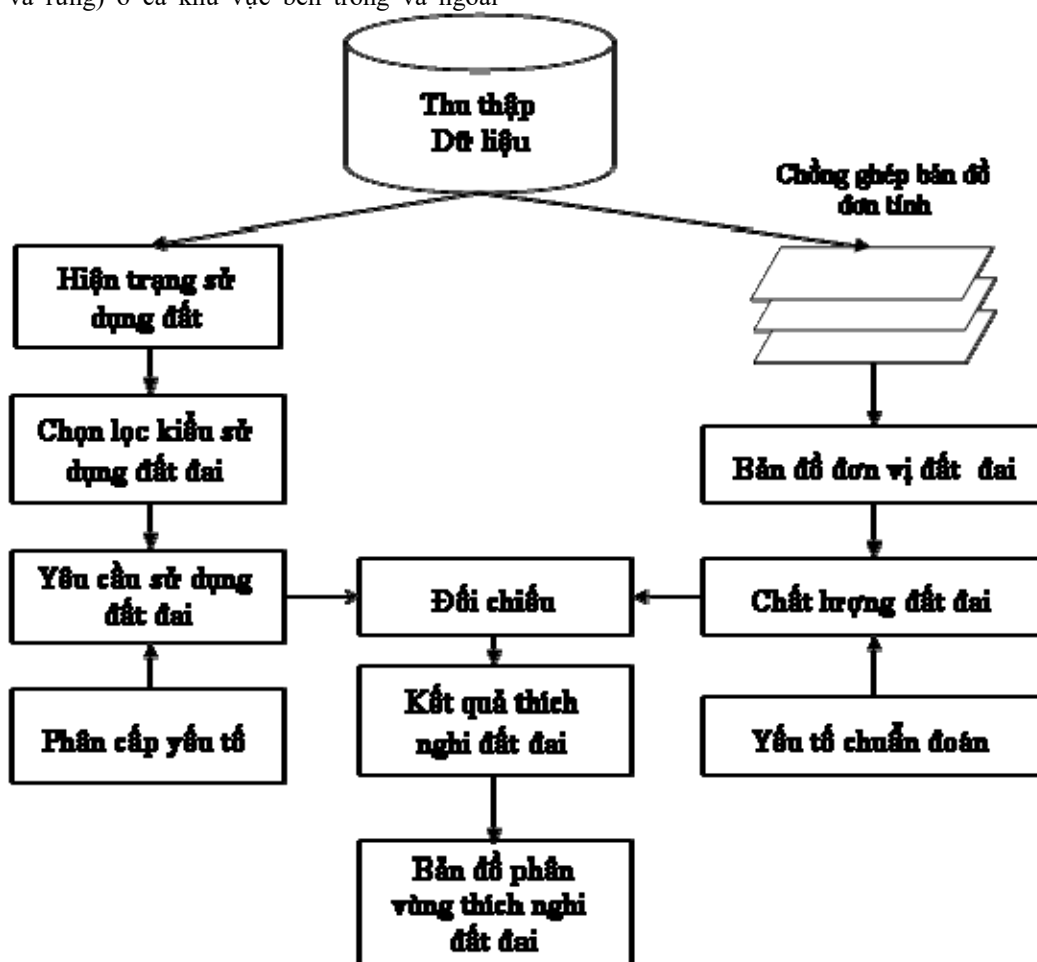 và rừng) ở cả khu vực bên trong và ngoài
Thu thập
Dữ liệu
Chồng ghép bản đồ
đơn tính
Hiện trạng sử
dụng đất
Chọn lọc kiểu sử
dụng đất đai
Bản đồ đơn vị đất đai
Yêu cầu sử dụng
đất đai
Đối chiếu
Chất lượng đất đai
Phân cấp yếu tố
Kết quả thích
nghi đất đai
Yếu tố chuẩn đoán
Bản đồ phân
vùng thích nghi
đất đai